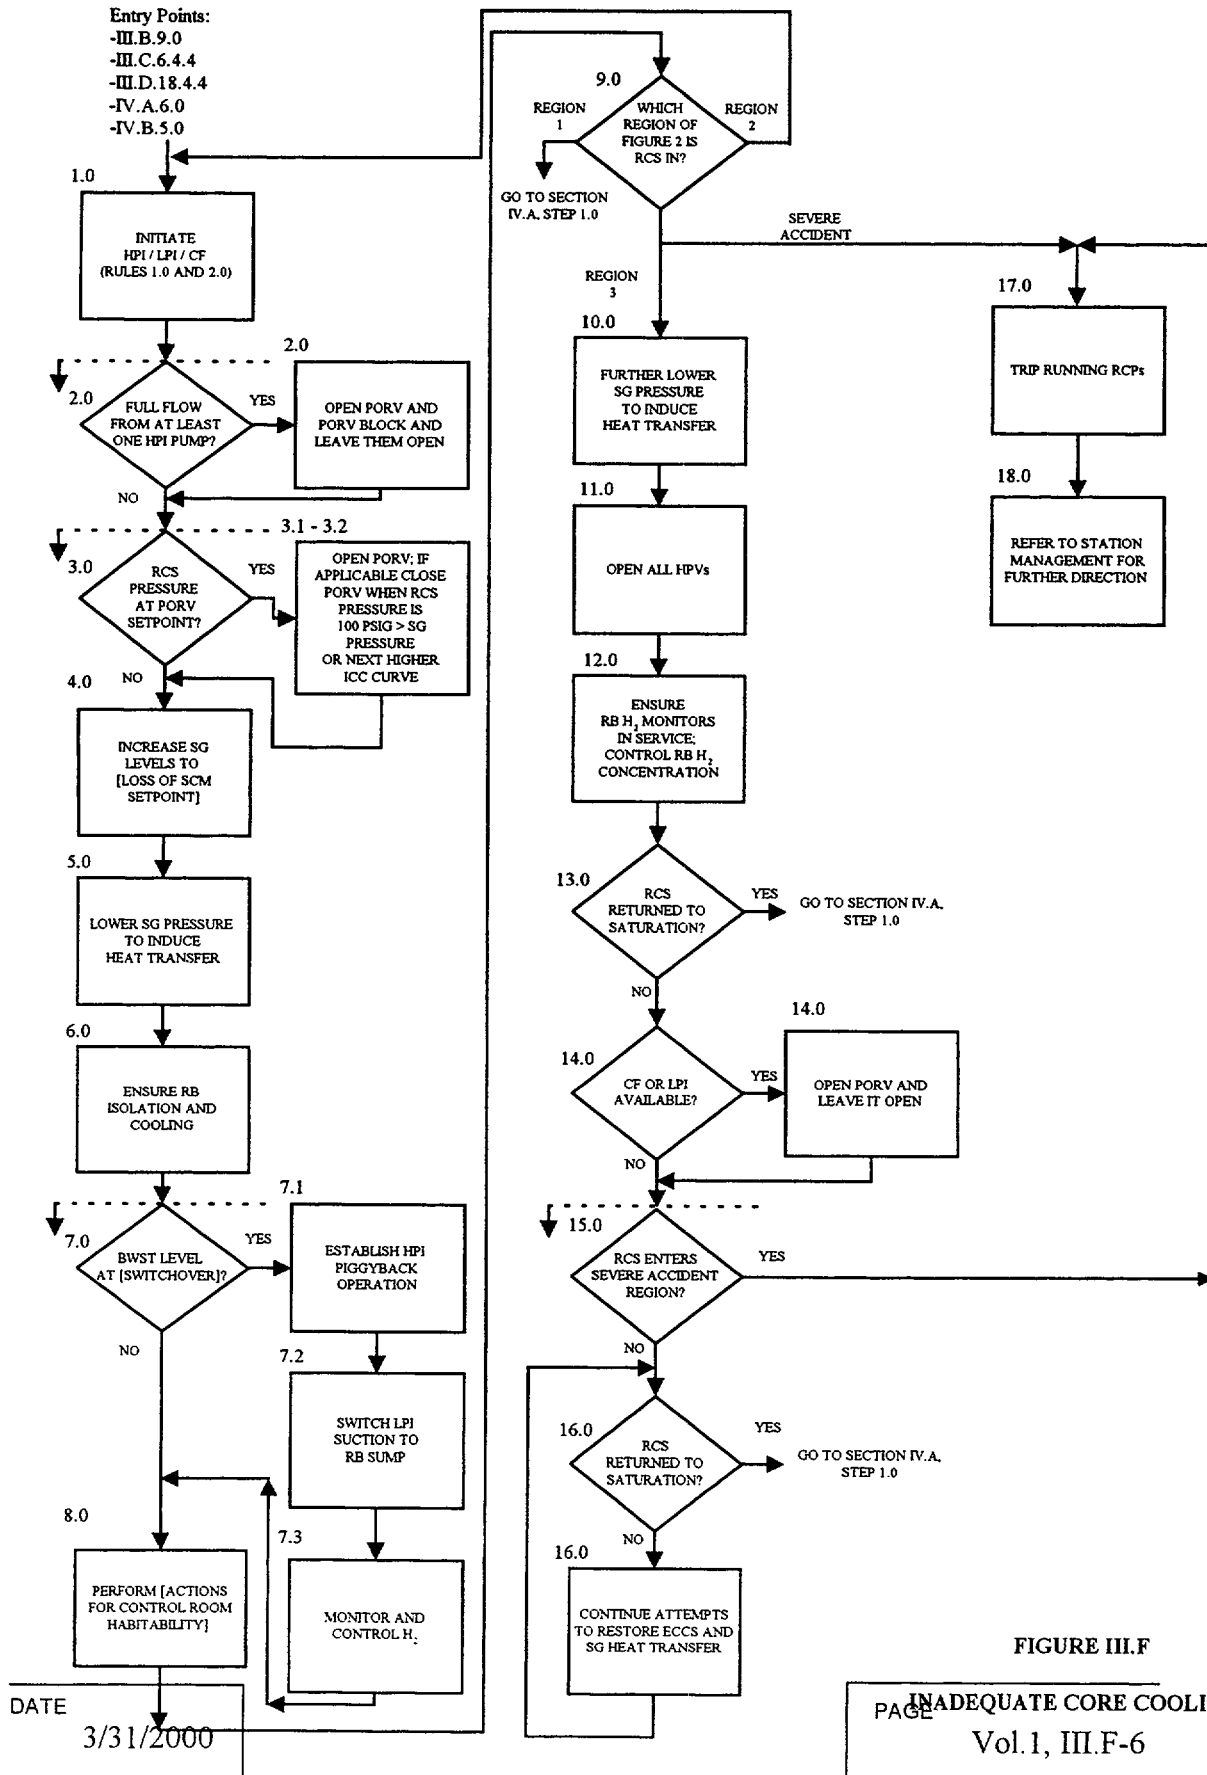 Entry Points:
-III.B.9.0
-III.C.6.4.4
-III.D.18.4.4
-IV.A.6.0
-IV.B.5.0
1.0
INITIATE
HPI / LPI / CF
(RULES 1.0 AND 2.0)
2.0
2.0
FULL FLOW
FROM AT LEAST
ONE HPI PUMP?
YES
OPEN PORV AND
PORV BLOCK AND
LEAVE THEM OPEN
NO
3.1 - 3.2
3.0
RCS
PRESSURE
AT PORV
SETPOINT?
YES
OPEN PORV; IF
APPLICABLE CLOSE
PORV WHEN RCS
PRESSURE IS
100 PSIG > SG
PRESSURE
OR NEXT HIGHER
ICC CURVE
NO
4.0
INCREASE SG
LEVELS TO
[LOSS OF SCM
SETPOINT]
5.0
LOWER SG PRESSURE
TO INDUCE
HEAT TRANSFER
6.0
ENSURE RB
ISOLATION AND
COOLING
7.1
7.0
BWST LEVEL
AT [SWITCHOVER]?
YES
ESTABLISH HPI
PIGGYBACK
OPERATION
NO
7.2
SWITCH LPI
SUCTION TO
RB SUMP
8.0
7.3
PERFORM [ACTIONS
FOR CONTROL ROOM
HABITABILITY]
MONITOR AND
CONTROL H2
9.0
REGION
1
WHICH
REGION OF
FIGURE 2 IS
RCS IN?
REGION
2
GO TO SECTION
IV.A, STEP 1.0
SEVERE
ACCIDENT
REGION
3
10.0
FURTHER LOWER
SG PRESSURE
TO INDUCE
HEAT TRANSFER
11.0
OPEN ALL HPVs
12.0
ENSURE
RB H2 MONITORS
IN SERVICE;
CONTROL RB H2
CONCENTRATION
13.0
RCS
RETURNED TO
SATURATION?
YES
GO TO SECTION IV.A,
STEP 1.0
NO
14.0
14.0
CF OR LPI
AVAILABLE?
YES
OPEN PORV AND
LEAVE IT OPEN
NO
15.0
RCS ENTERS
SEVERE ACCIDENT
REGION?
YES
NO
16.0
RCS
RETURNED TO
SATURATION?
YES
GO TO SECTION IV.A,
STEP 1.0
NO
16.0
CONTINUE ATTEMPTS
TO RESTORE ECCS AND
SG HEAT TRANSFER
17.0
TRIP RUNNING RCPs
18.0
REFER TO STATION
MANAGEMENT FOR
FURTHER DIRECTION
FIGURE III.F
INADEQUATE CORE COOLI
DATE
3/31/2000
PAGE
Vol.1, III.F-6